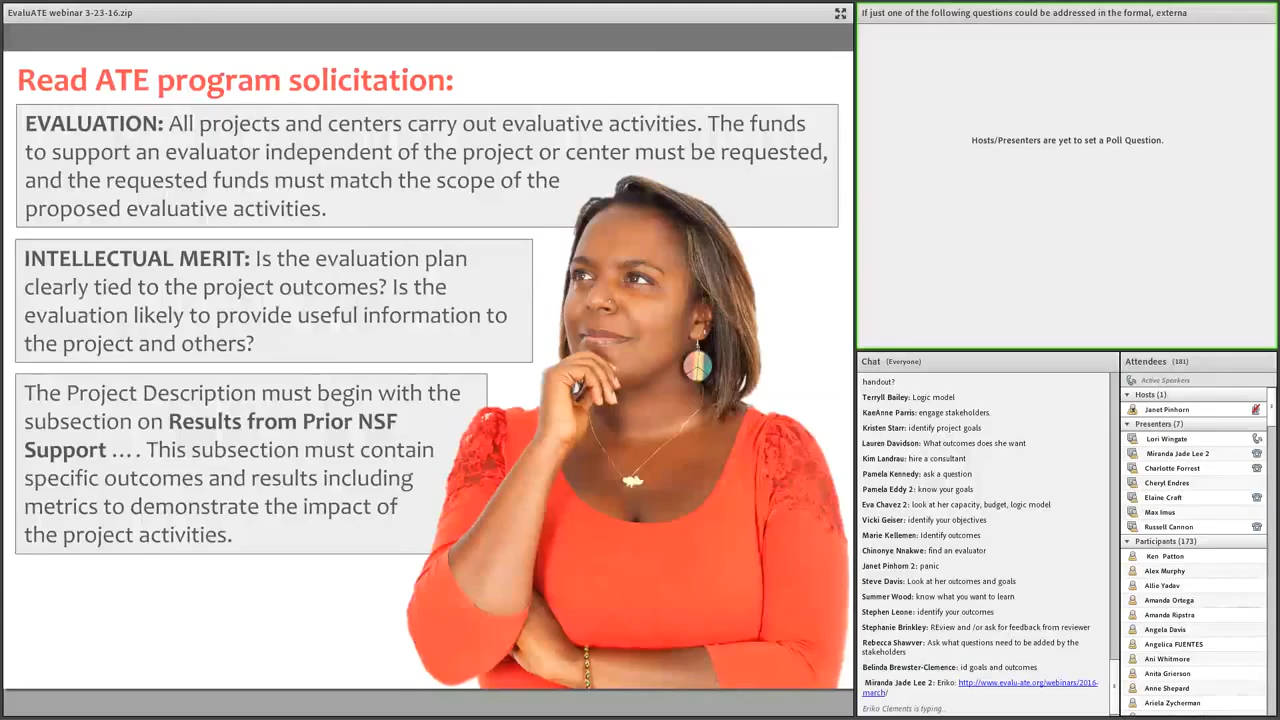 EvaluATE webinar 3-23-16.zip
Read ATE program solicitation:
EVALUATION: All projects and centers carry out evaluative activities. The funds
to support an evaluator independent of the project or center must be requested,
and the requested funds must match the scope of the
proposed evaluative activities.
INTELLECTUAL MERIT: Is the evaluation plan
clearly tied to the project outcomes? Is the
evaluation likely to provide useful information to
the project and others?
The Project Description must begin with the
subsection on Results from Prior NSF
Support .... This subsection must contain
specific outcomes and results including
metrics to demonstrate the impact of
the project activities.
If just one of the following questions could be addressed in the formal, externa
Hosts/Presenters are yet to set a Poll Question.
Chat (Everyone)
handout?
Terryll Bailey: Logic model
KaeAnne Parris: engage stakeholders.
Kristen Starr: identify project goals
Lauren Davidson: What outcomes does she want
Kim Landrau: hire a consultant
Pamela Kennedy: ask a question
Pamela Eddy 2: know your goals
Eva Chavez 2: look at her capacity, budget, logic model
Vicki Geiser: identify your objectives
Marie Kellemen: Identify outcomes
Chinonye Nnakwe: find an evaluator
Janet Pinhorn 2: panic
Steve Davis: Look at her outcomes and goals
Summer Wood: know what you want to learn
Stephen Leone: identify your outcomes
Stephanie Brinkley: REview and /or ask for feedback from reviewer
Rebecca Shawver: Ask what questions need to be added by the
stakeholders
Belinda Brewster-Clemence: id goals and outcomes
Miranda Jade Lee 2: Eriko: http://www.evalu-ate.org/webinars/2016-
march/
Eriko Clements is typing..
Attendees (181)
Active Speakers
Hosts (1)
Janet Pinhorn
Presenters (7)
Lori Wingate
Miranda Jade Lee 2
Charlotte Forrest
Cheryl Endres
Elaine Craft
Max Imus
Russell Cannon
Participants (173)
Ken Patton
Alex Murphy
Allie Yadav
Amanda Ortega
Amanda Ripstra
Angela Davis
Angelica FUENTES
Ani Whitmore
Anita Grierson
Anne Shepard
Ariela Zycherman